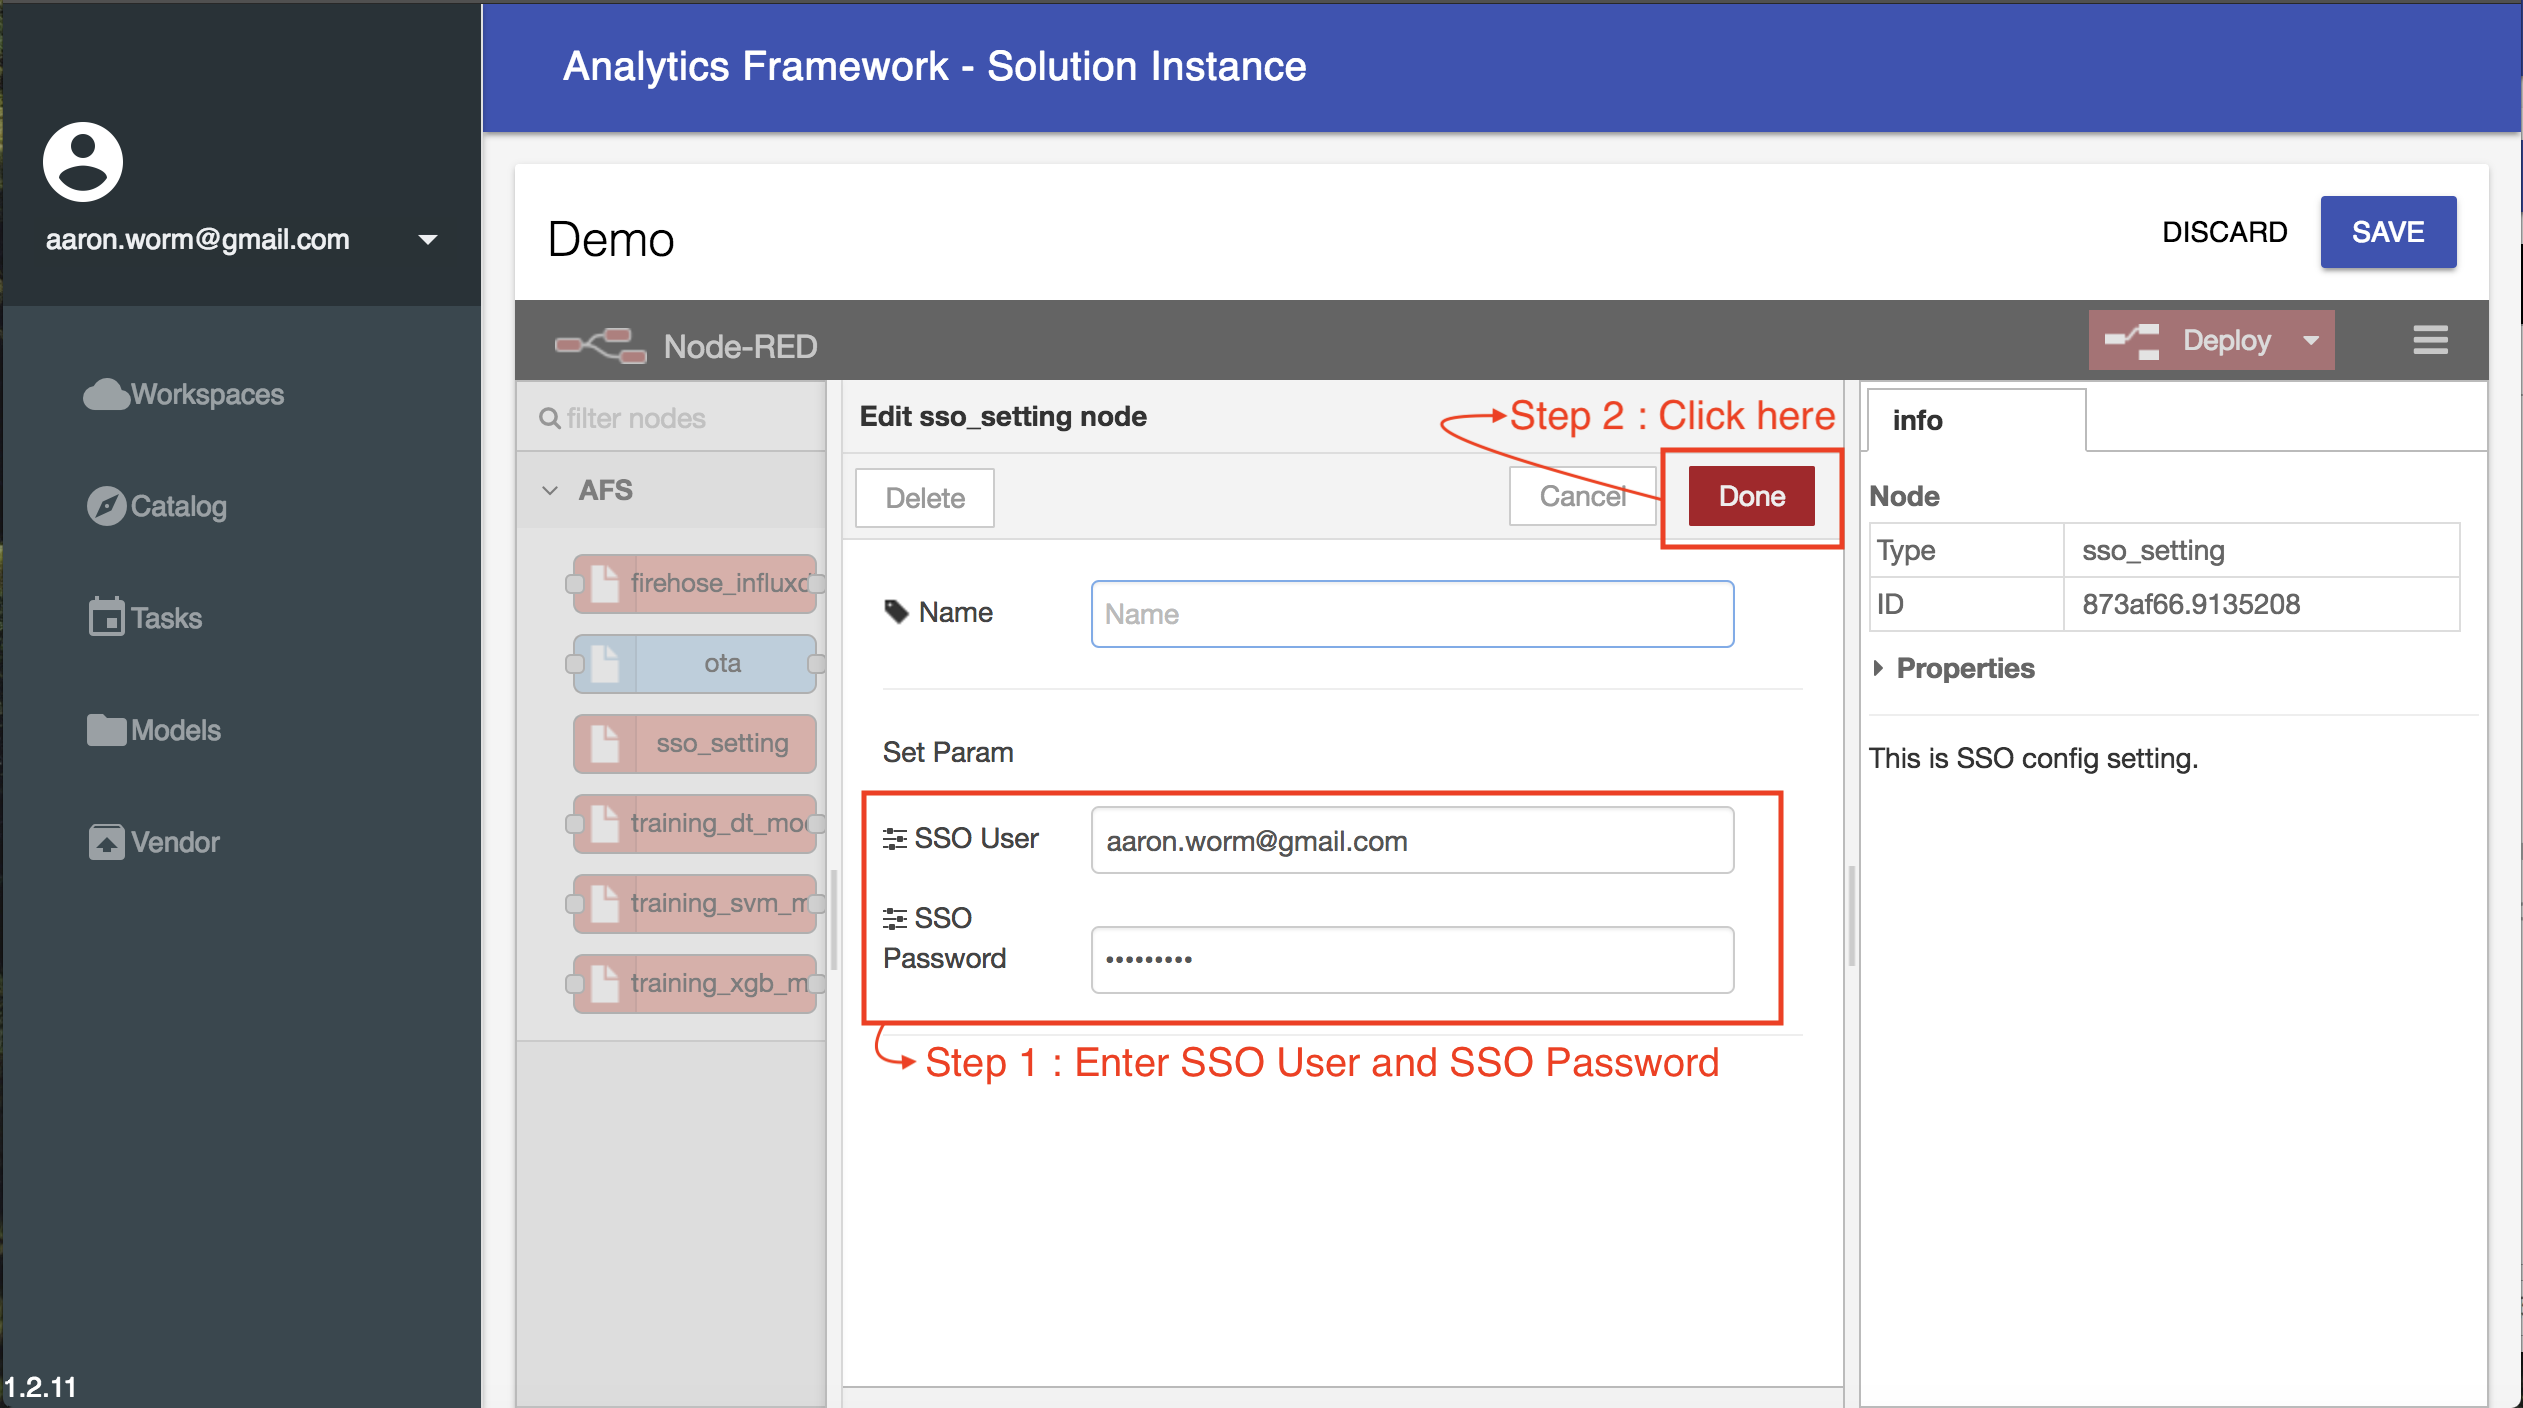 Analytics Framework - Solution Instance
aaron.worm@gmail.com
Workspaces
Catalog
Tasks
Models
Vendor
1.2.11
Demo
DISCARD
SAVE
Node-RED
Deploy
filter nodes
AFS
firehose_influxd
ota
sso_setting
training_dt_mod
training_svm_m
training_xgb_m
Edit sso_setting node
Step 2 : Click here
Delete
Cancel
Done
Name
Name
Set Param
SSO User
aaron.worm@gmail.com
SSO
Password
•••••••••
Step 1 : Enter SSO User and SSO Password
info
Node
Type sso_setting
ID 873af66.9135208
Properties
This is SSO config setting.